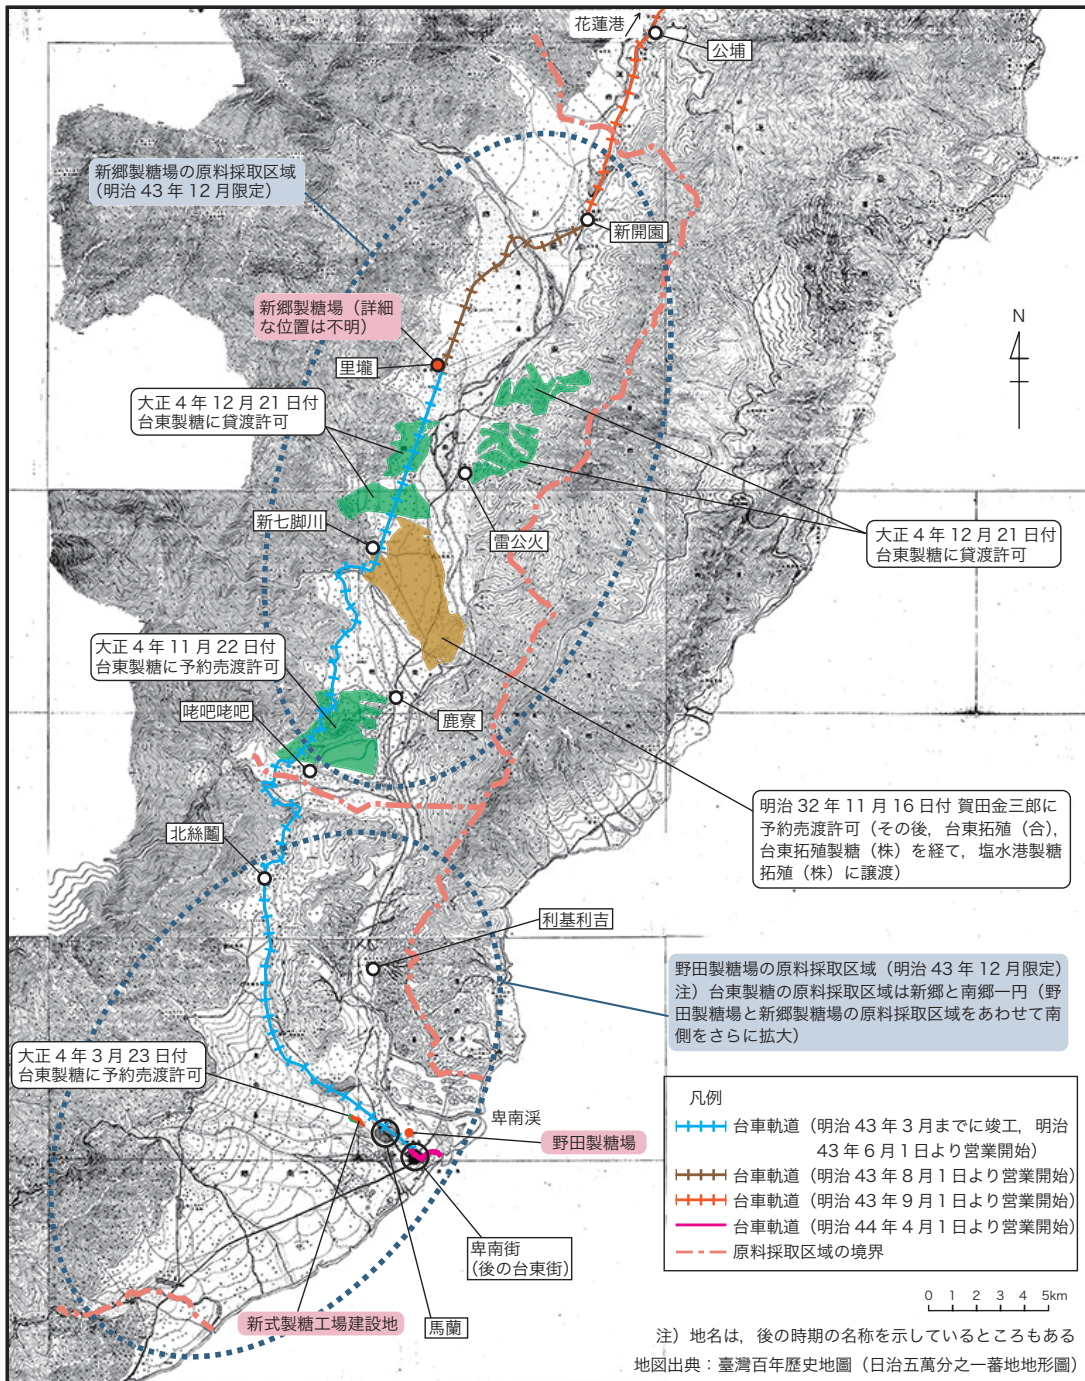 花蓮港
公埔
新郷製糖場の原料採取区域
（明治 43 年 12 月限定）
新開園
新郷製糖場（詳細
な位置は不明）
N
里壠
大正 4 年 12 月 21 日付
台東製糖に貸渡許可
新七脚川
雷公火
大正 4 年 12 月 21 日付
台東製糖に貸渡許可
大正 4 年 11 月 22 日付
台東製糖に予約売渡許可
咾吧咾吧
鹿寮
明治 32 年 11 月 16 日付 賀田金三郎に
予約売渡許可（その後，台東拓殖（合），
台東拓殖製糖（株）を経て，塩水港製糖
拓殖（株）に譲渡）
北絲鬮
利基利吉
野田製糖場の原料採取区域（明治 43 年 12 月限定）
注）台東製糖の原料採取区域は新郷と南郷一円（野
田製糖場と新郷製糖場の原料採取区域をあわせて南
側をさらに拡大）
大正 4 年 3 月 23 日付
台東製糖に予約売渡許可
卑南渓
野田製糖場
卑南街
（後の台東街）
新式製糖工場建設地
馬蘭
凡例
台車軌道（明治 43 年 3 月までに竣工，明治
43 年 6 月 1 日より営業開始）
台車軌道（明治 43 年 8 月 1 日より営業開始）
台車軌道（明治 43 年 9 月 1 日より営業開始）
台車軌道（明治 44 年 4 月 1 日より営業開始）
原料採取区域の境界
0 1 2 3 4 5km
注）地名は，後の時期の名称を示しているところもある
地図出典：臺灣百年歷史地圖（日治五萬分之一蕃地地形圖）